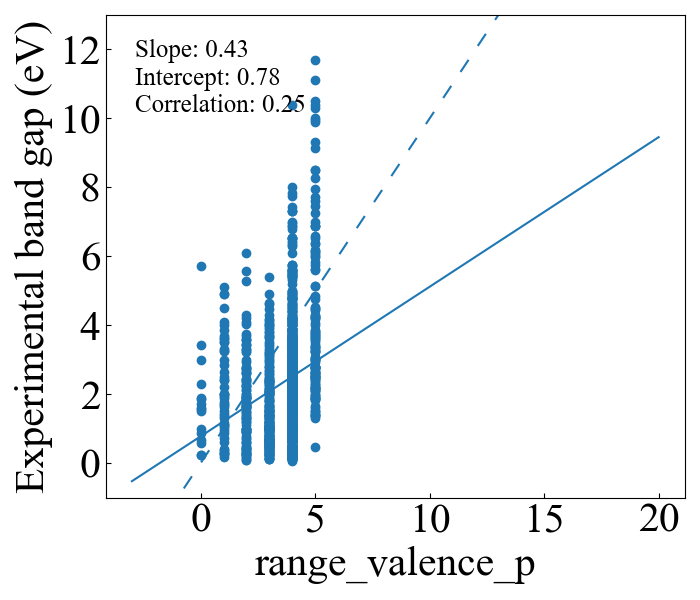 Slope: 0.43
Intercept: 0.78
Correlation: 0.25
Experimental band gap (eV)
12
10
8
6
4
2
0
0 5 10 15 20
range_valence_p